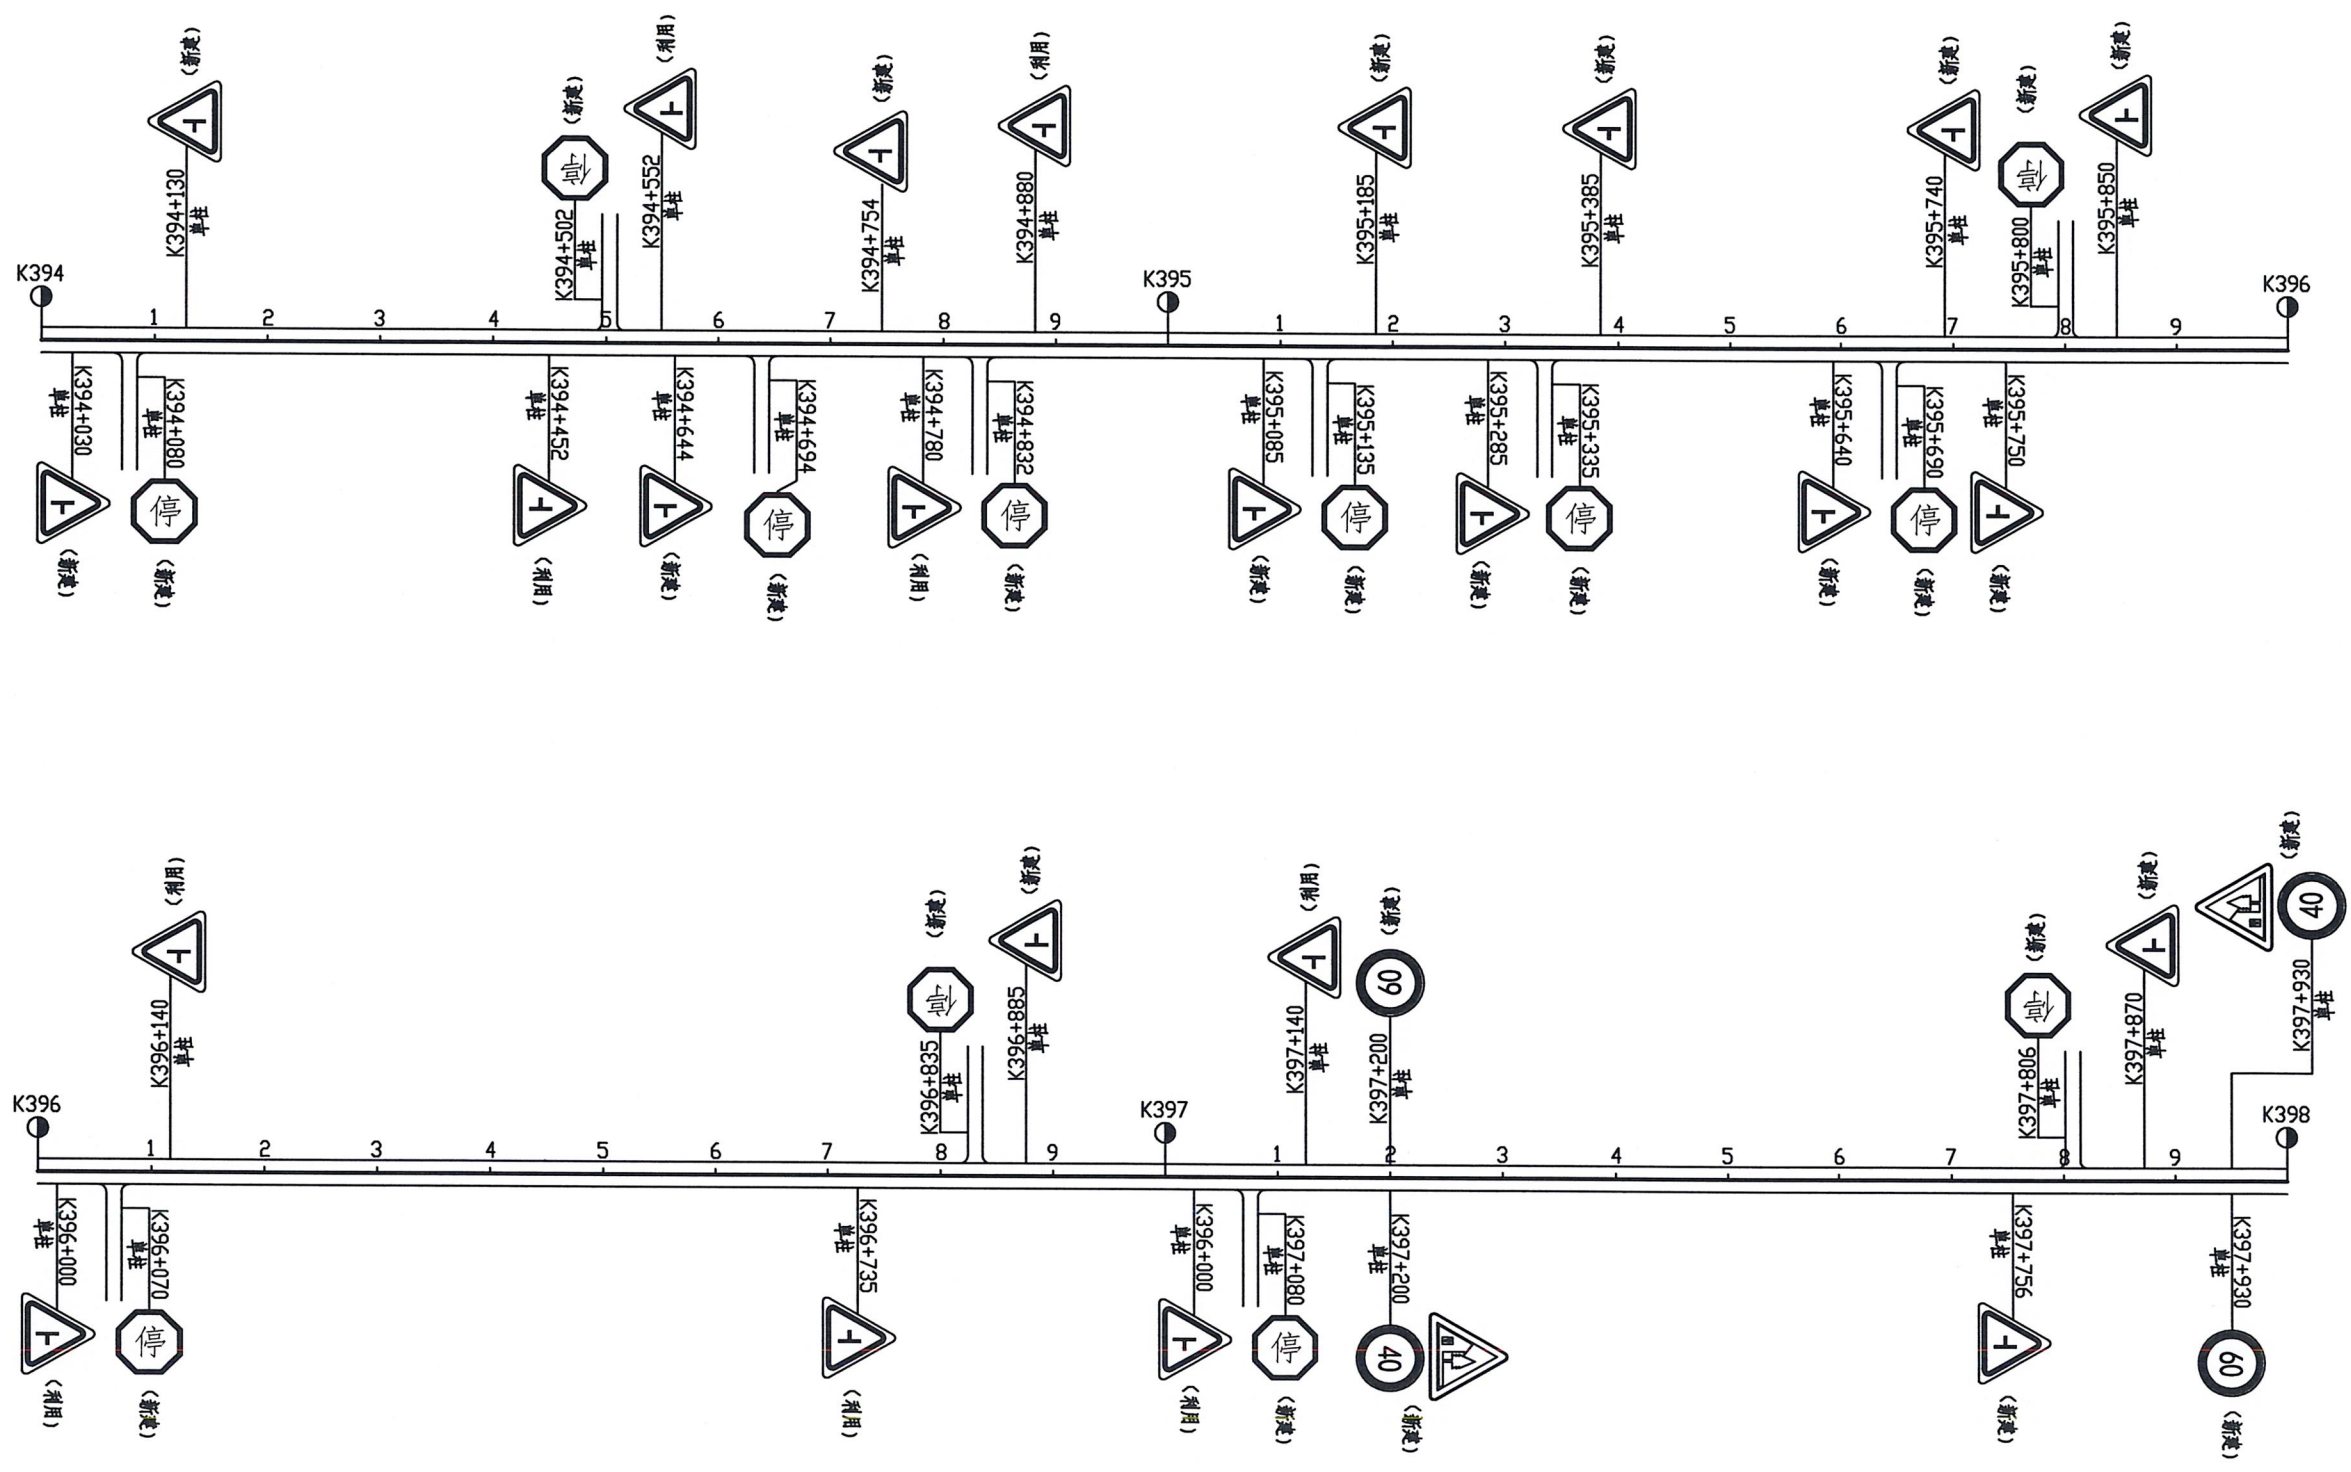 (新建)
K394+130
单柱
(新建)
停
K394+502
单柱
(利用)
K394+552
单柱
(新建)
K394+754
单柱
(利用)
K394+880
单柱
(新建)
K395+185
单柱
(新建)
K395+385
单柱
(新建)
K395+740
单柱
(新建)
停
K395+800
单柱
(新建)
K395+850
单柱
K394
1
2
3
4
5
6
7
8
9
K395
1
2
3
4
5
6
7
8
9
K396
K394+030
单柱
(新建)
K394+080
单柱
停
(新建)
K394+452
单柱
(利用)
K394+644
单柱
(新建)
K394+694
单柱
停
(新建)
K394+780
单柱
(利用)
K394+832
单柱
停
(新建)
K395+085
单柱
(新建)
K395+135
单柱
停
(新建)
K395+285
单柱
(新建)
K395+335
单柱
停
(新建)
K395+640
单柱
(新建)
K395+690
单柱
停
(新建)
K395+750
单柱
(新建)
(利用)
K396+140
单柱
(新建)
停
K396+835
单柱
(新建)
K396+885
单柱
(利用)
K397+140
单柱
(新建)
60
K397+200
单柱
(新建)
停
K397+806
单柱
(新建)
K397+870
单柱
(新建)
40
K397+930
单柱
K396
1
2
3
4
5
6
7
8
9
K397
1
2
3
4
5
6
7
8
9
K398
K396+000
单柱
(利用)
K396+070
单柱
停
(新建)
K396+735
单柱
(利用)
K396+000
单柱
(利用)
K397+080
单柱
停
(新建)
K397+200
单柱
40
(新建)
K397+756
单柱
(新建)
K397+930
单柱
60
(新建)